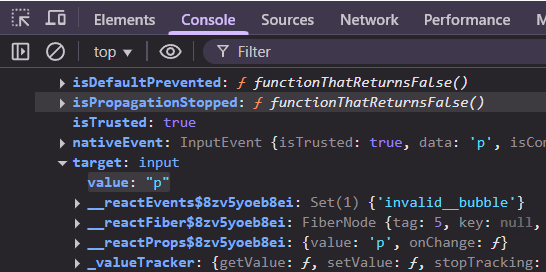 Elements Console Sources Network Performance M
top Filter
isDefaultPrevented: ƒ functionThatReturnsFalse()
isPropagationStopped: ƒ functionThatReturnsFalse()
isTrusted: true
nativeEvent: InputEvent {isTrusted: true, data: 'p', isCo
target: input
value: "p"
__reactEvents$8zv5yoeb8ei: Set(1) {'invalid__bubble'}
__reactFiber$8zv5yoeb8ei: FiberNode {tag: 5, key: null,
__reactProps$8zv5yoeb8ei: {value: 'p', onChange: ƒ}
_valueTracker: {getValue: ƒ, setValue: ƒ, stopTracking: